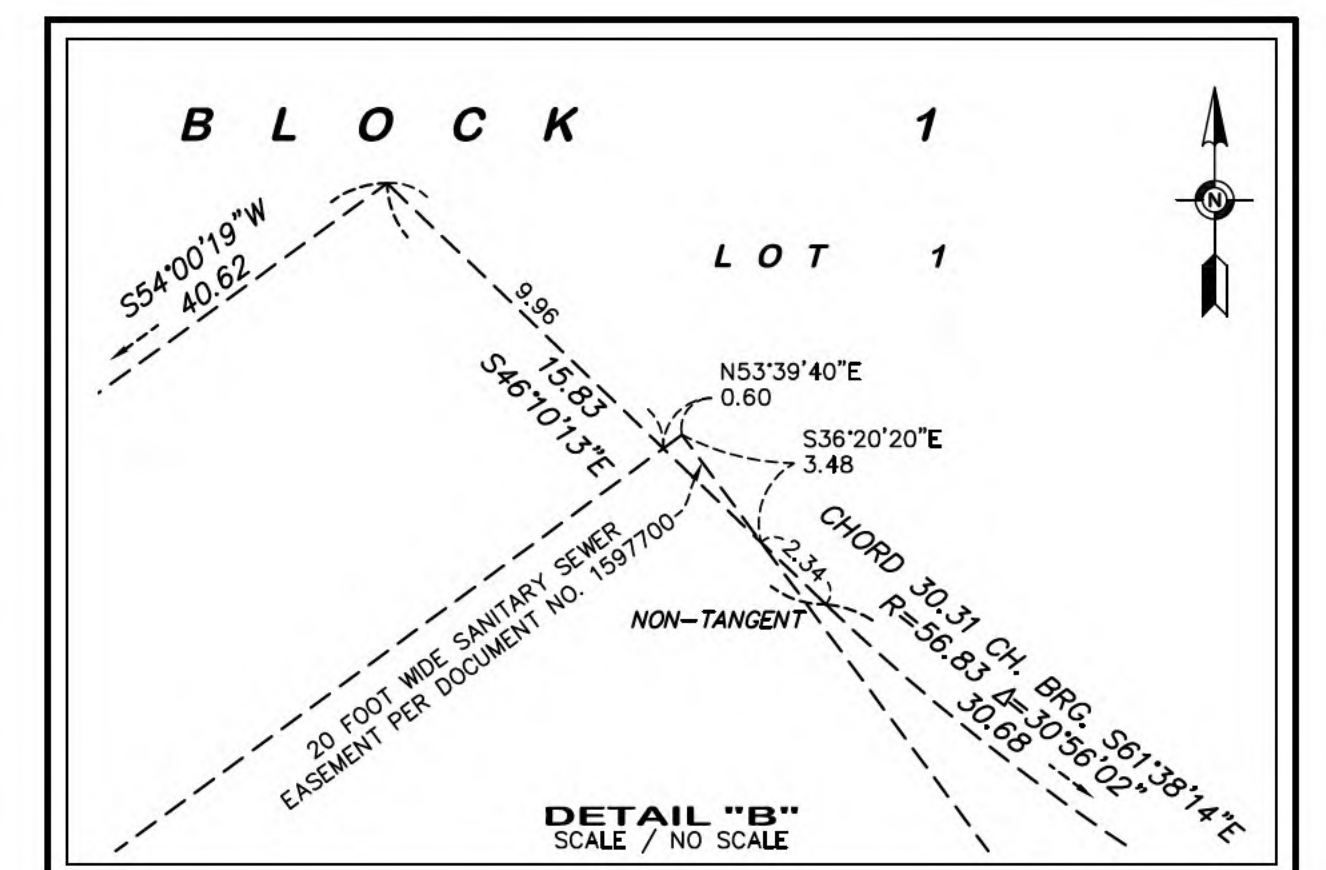 BLOCK 1
LOT 1
N
S54°00'19"W
40.62
9.96
15.83
S46°10'13"E
N53°39'40"E
0.60
S36°20'20"E
3.48
2.34
NON-TANGENT
CHORD 30.31 CH. BRG. S61°38'14"E
R=56.83 Δ=30°56'02"
30.68
20 FOOT WIDE SANITARY SEWER
EASEMENT PER DOCUMENT NO. 1597700
DETAIL "B"
SCALE / NO SCALE